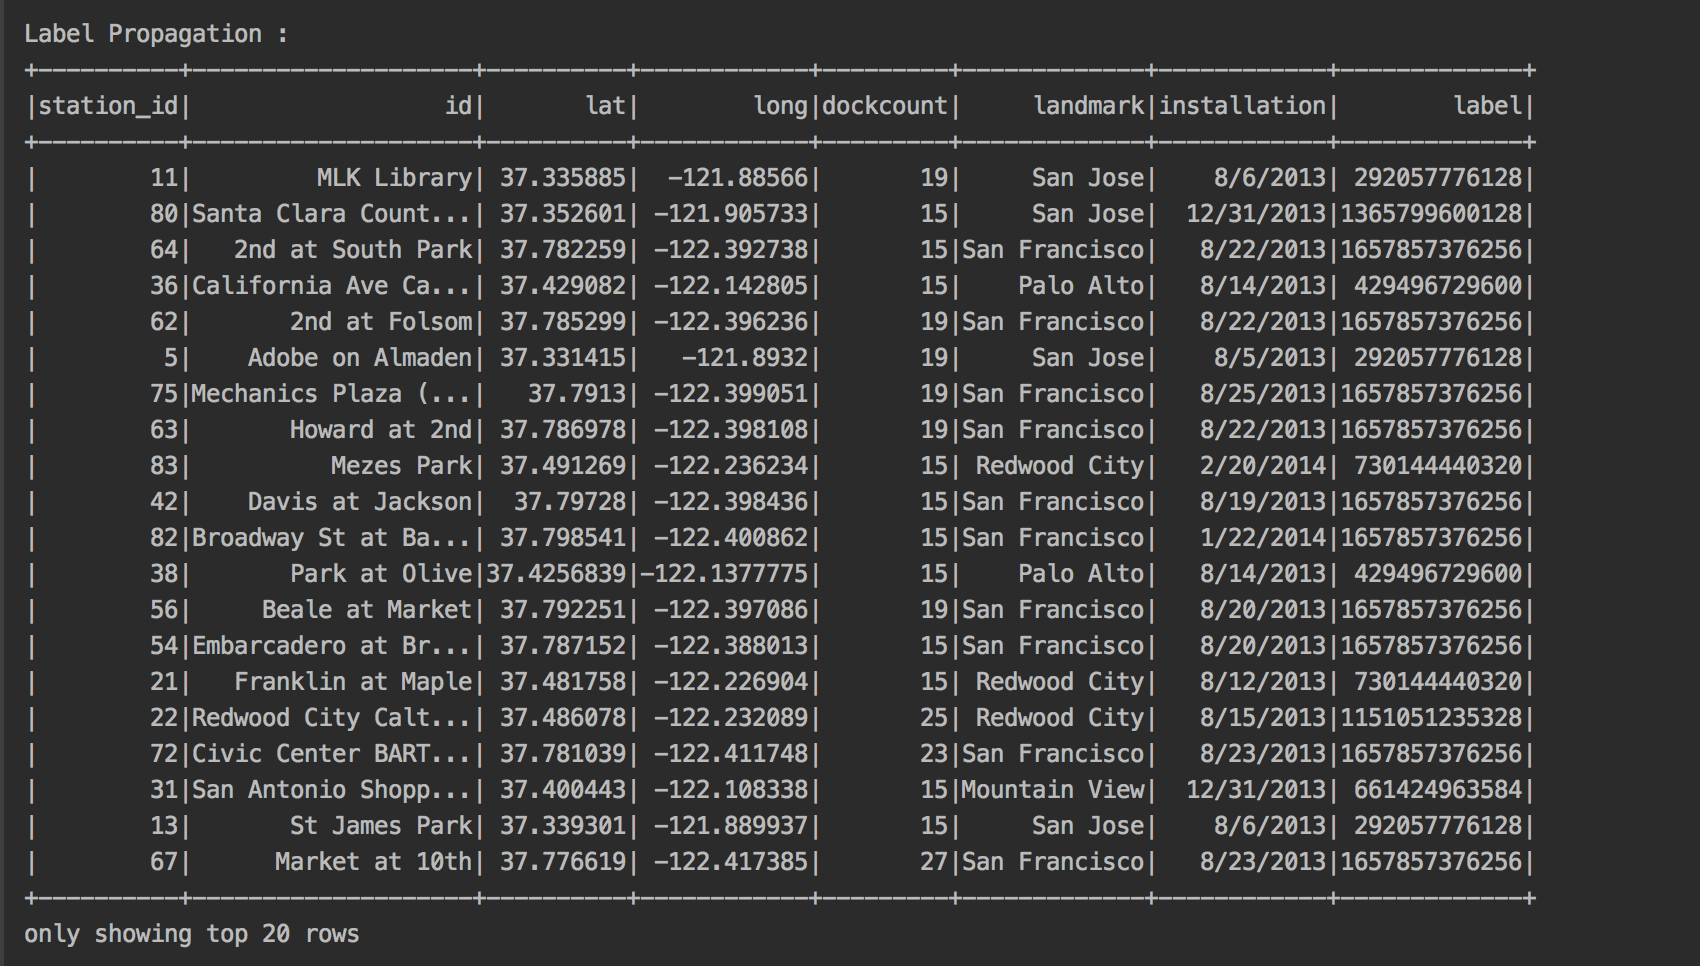 Label Propagation :
+----------+--------------------+----------+------------+---------+-------------+------------+-------------+
|station_id|                  id|       lat|        long|dockcount|     landmark|installation|        label|
+----------+--------------------+----------+------------+---------+-------------+------------+-------------+
|        11|         MLK Library| 37.335885|  -121.88566|       19|     San Jose|    8/6/2013| 292057776128|
|        80|Santa Clara Count...| 37.352601| -121.905733|       15|     San Jose|  12/31/2013|1365799600128|
|        64|   2nd at South Park| 37.782259| -122.392738|       15|San Francisco|   8/22/2013|1657857376256|
|        36|California Ave Ca...| 37.429082| -122.142805|       15|    Palo Alto|   8/14/2013| 429496729600|
|        62|       2nd at Folsom| 37.785299| -122.396236|       19|San Francisco|   8/22/2013|1657857376256|
|         5|    Adobe on Almaden| 37.331415|   -121.8932|       19|     San Jose|    8/5/2013| 292057776128|
|        75|Mechanics Plaza (...|   37.7913| -122.399051|       19|San Francisco|   8/25/2013|1657857376256|
|        63|       Howard at 2nd| 37.786978| -122.398108|       19|San Francisco|   8/22/2013|1657857376256|
|        83|          Mezes Park| 37.491269| -122.236234|       15| Redwood City|   2/20/2014| 730144440320|
|        42|    Davis at Jackson|  37.79728| -122.398436|       15|San Francisco|   8/19/2013|1657857376256|
|        82|Broadway St at Ba...| 37.798541| -122.400862|       15|San Francisco|   1/22/2014|1657857376256|
|        38|       Park at Olive|37.4256839|-122.1377775|       15|    Palo Alto|   8/14/2013| 429496729600|
|        56|     Beale at Market| 37.792251| -122.397086|       19|San Francisco|   8/20/2013|1657857376256|
|        54|Embarcadero at Br...| 37.787152| -122.388013|       15|San Francisco|   8/20/2013|1657857376256|
|        21|   Franklin at Maple| 37.481758| -122.226904|       15| Redwood City|   8/12/2013| 730144440320|
|        22|Redwood City Calt...| 37.486078| -122.232089|       25| Redwood City|   8/15/2013|1151051235328|
|        72|Civic Center BART...| 37.781039| -122.411748|       23|San Francisco|   8/23/2013|1657857376256|
|        31|San Antonio Shopp...| 37.400443| -122.108338|       15|Mountain View|  12/31/2013| 661424963584|
|        13|       St James Park| 37.339301| -121.889937|       15|     San Jose|    8/6/2013| 292057776128|
|        67|      Market at 10th| 37.776619| -122.417385|       27|San Francisco|   8/23/2013|1657857376256|
+----------+--------------------+----------+------------+---------+-------------+------------+-------------+
only showing top 20 rows